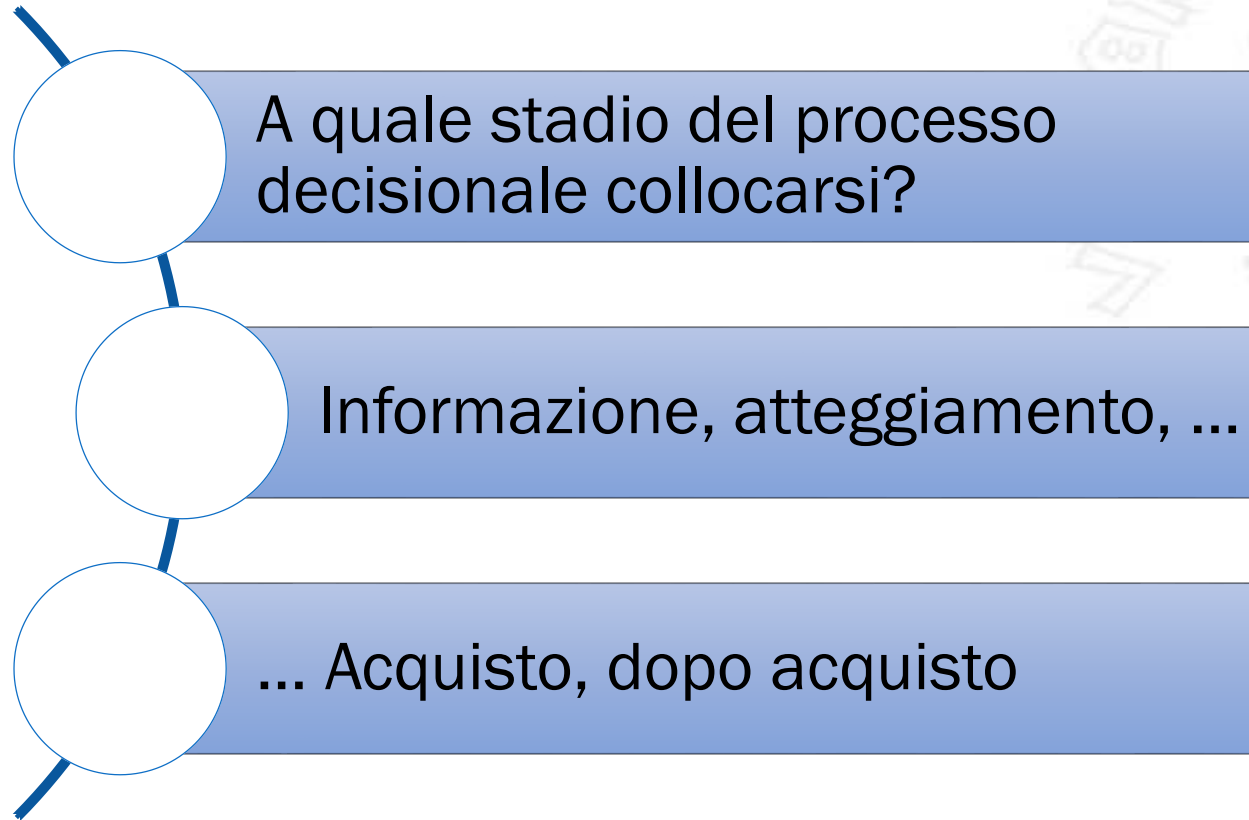 A quale stadio del processo
decisionale collocarsi?
Informazione, atteggiamento, …
… Acquisto, dopo acquisto